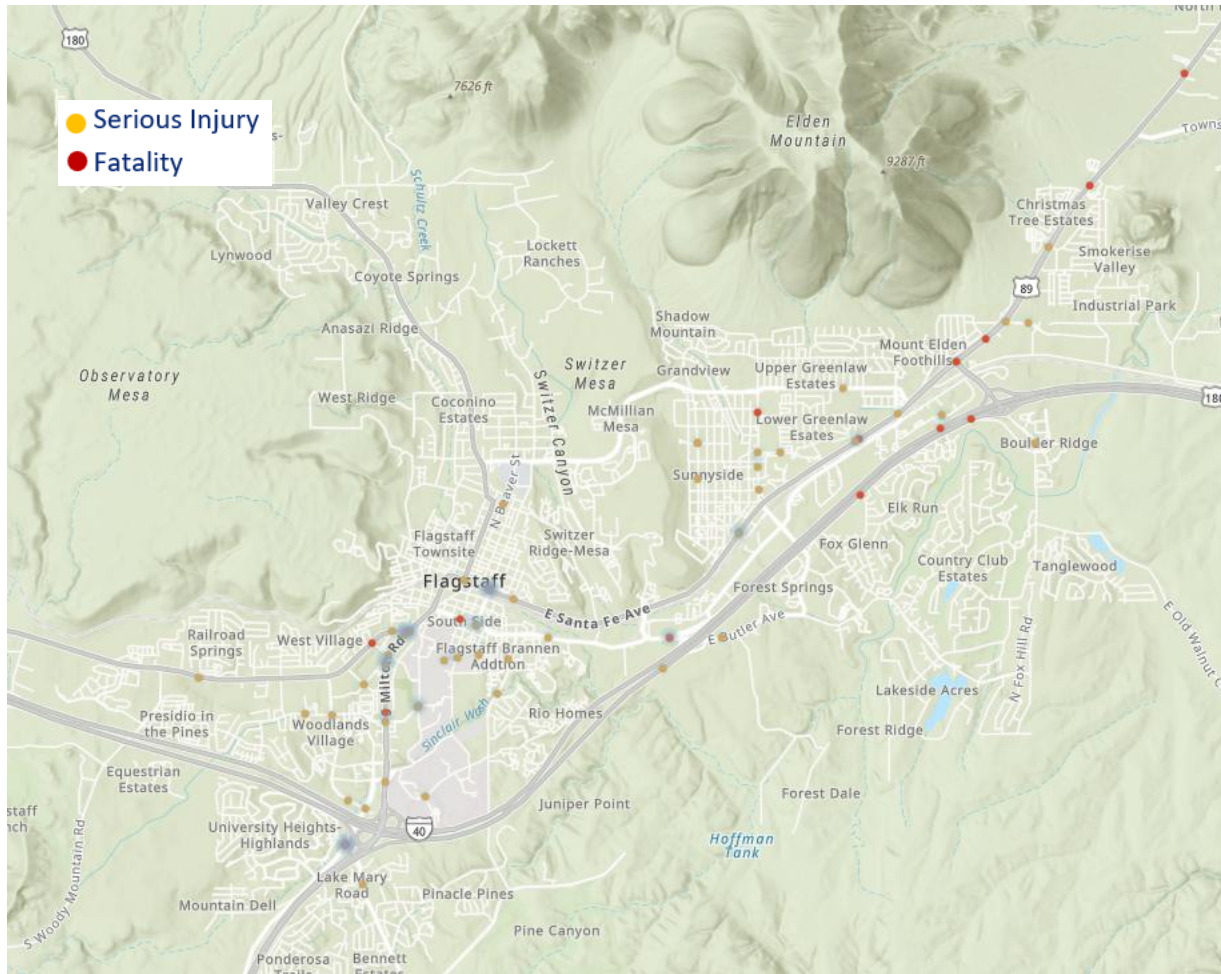 180
North
7626 ft
Serious Injury
Fatality
Elden
Mountain
Towns
9287 ft
Schultz Creek
Valley Crest
Christmas
Tree Estates
Lynwood
Lockett
Ranches
Smokerise
Valley
Coyote Springs
89
Industrial Park
Shadow
Mountain
Anasazi Ridge
Mount Elden
Foothills
Switzer
Mesa
Grandview
Upper Greenlaw
Estates
Observatory
Mesa
West Ridge
Coconino
Estates
Switzer Canyon
McMillian
Mesa
Lower Greenlaw
Esates
180
Boulder Ridge
N Beaver St
Sunnyside
Elk Run
Flagstaff
Townsite
Switzer
Ridge-Mesa
Fox Glenn
Country Club
Estates
Tanglewood
Flagstaff
Forest Springs
E Santa Fe Ave
E Butler Ave
South Side
Railroad
Springs
West Village
Flagstaff Brannen
Addtion
E Old Walnut C
N Fox Hill Rd
Milton Rd
Lakeside Acres
Presidio in
the Pines
Woodlands
Village
Sinclair Wash
Rio Homes
Forest Ridge
Equestrian
Estates
Forest Dale
Juniper Point
staff
nch
University Heights-
Highlands
40
Hoffman
Tank
S Woody Mountain Rd
Lake Mary
Road
Pinacle Pines
Mountain Dell
Pine Canyon
Ponderosa
Trails
Bennett
Estates